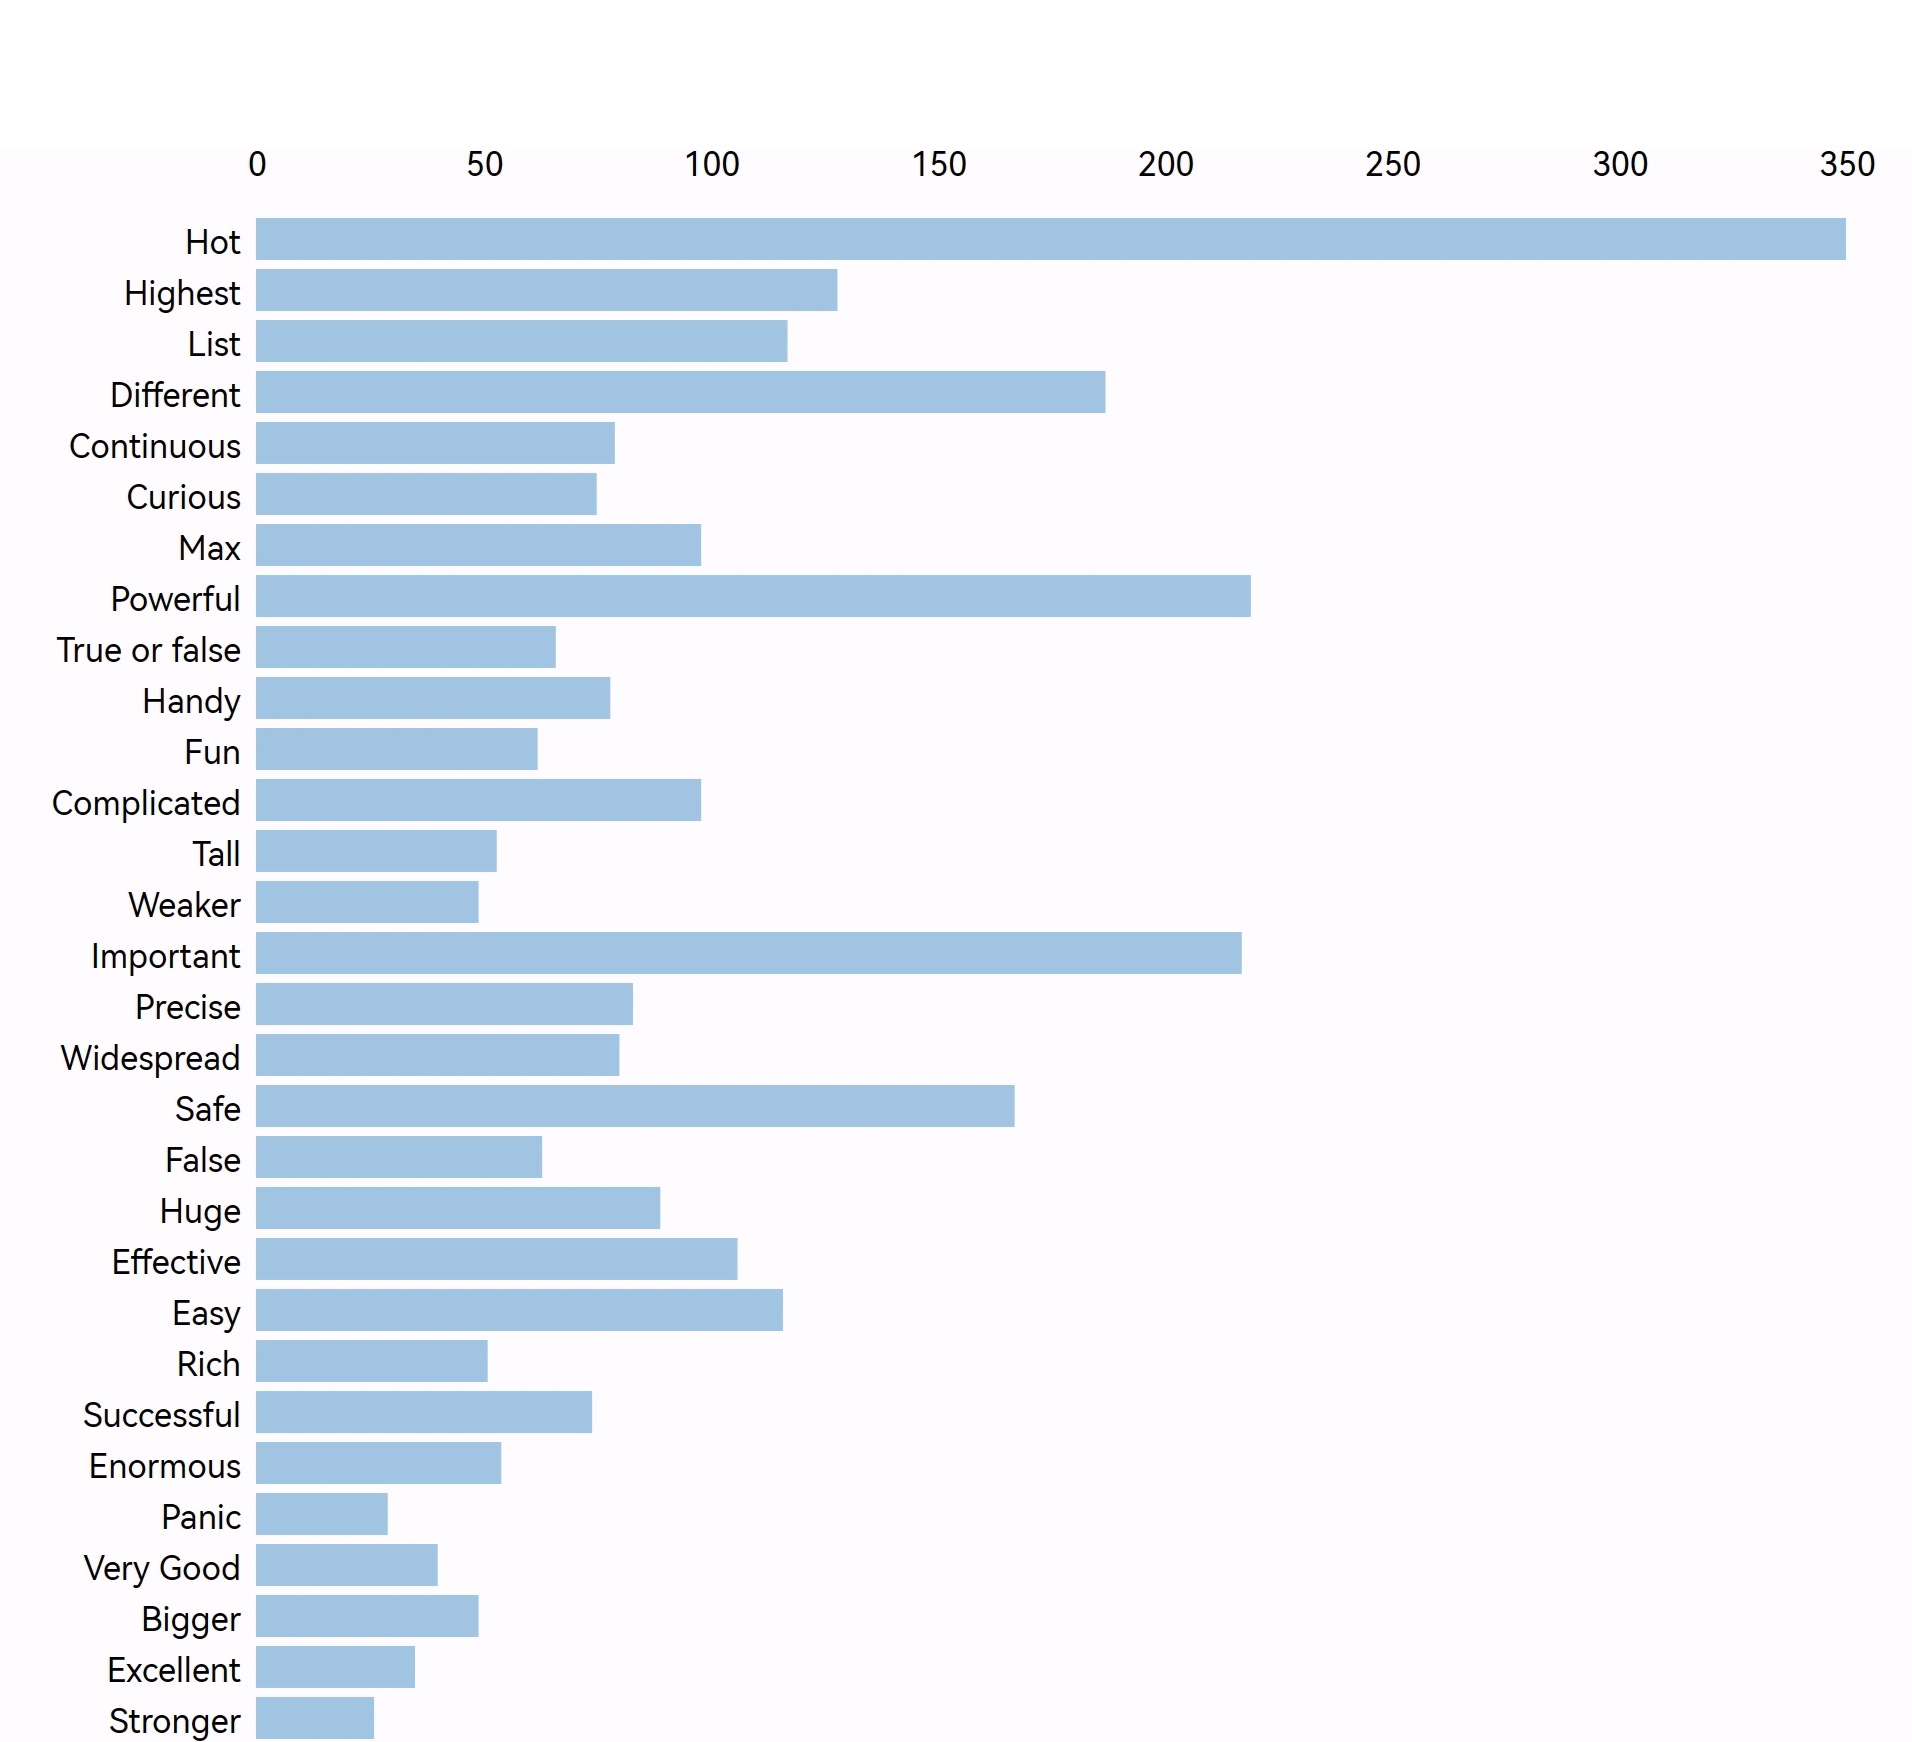 0 50 100 150 200 250 300 350
Hot
Highest
List
Different
Continuous
Curious
Max
Powerful
True or false
Handy
Fun
Complicated
Tall
Weaker
Important
Precise
Widespread
Safe
False
Huge
Effective
Easy
Rich
Successful
Enormous
Panic
Very Good
Bigger
Excellent
Stronger